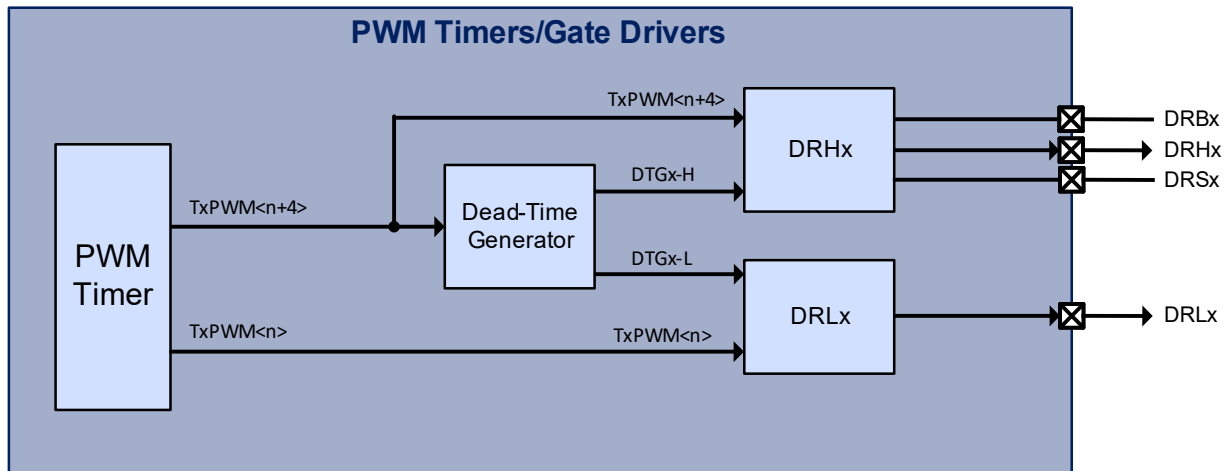 PWM Timers/Gate Drivers
TxPWM<n+4>
DRHx
DRBx
DRHx
DRSx
DTGx-H
TxPWM<n+4>
Dead-Time
Generator
PWM
Timer
DTGx-L
DRLx
DRLx
TxPWM<n>
TxPWM<n>